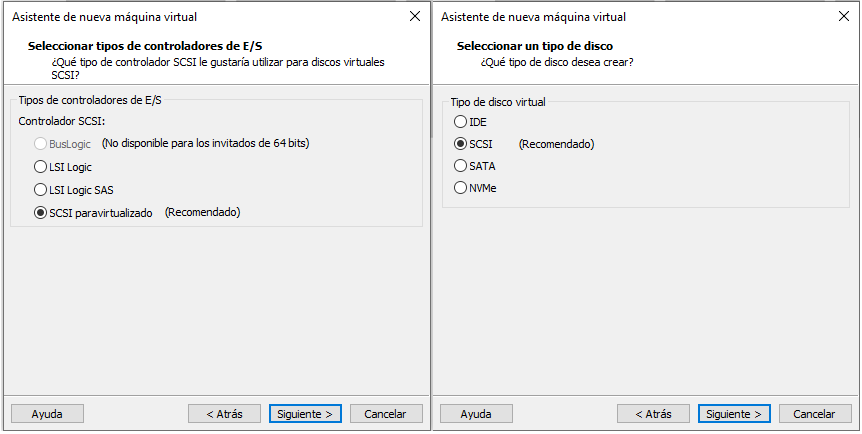 Asistente de nueva máquina virtual
Seleccionar tipos de controladores de E/S
¿Qué tipo de controlador SCSI le gustaría utilizar para discos virtuales
SCSI?
Tipos de controladores de E/S
Controlador SCSI:
BusLogic (No disponible para los invitados de 64 bits)
LSI Logic
LSI Logic SAS
SCSI paravirtualizado (Recomendado)
Ayuda
< Atrás
Siguiente >
Cancelar
Asistente de nueva máquina virtual
Seleccionar un tipo de disco
¿Qué tipo de disco desea crear?
Tipo de disco virtual
IDE
SCSI (Recomendado)
SATA
NVMe
Ayuda
< Atrás
Siguiente >
Cancelar